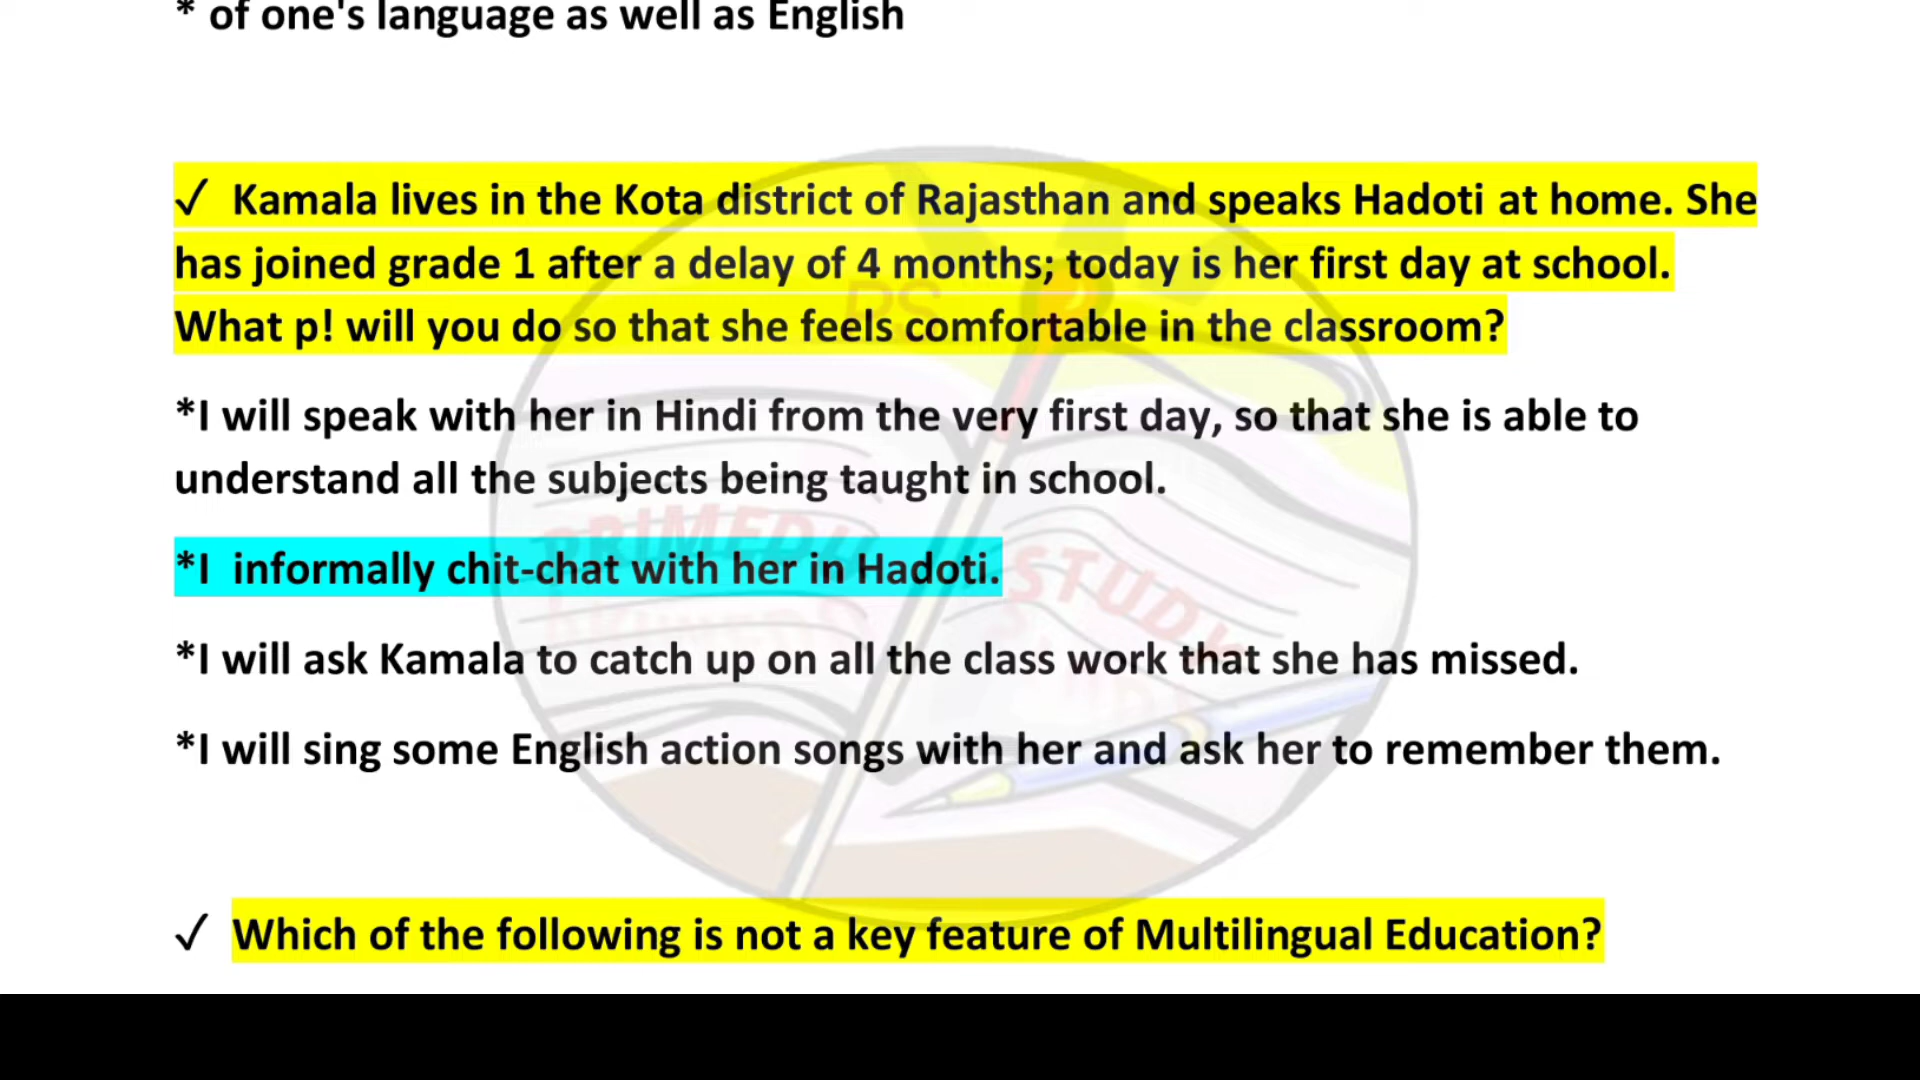 * of one's language as well as English
✓ Kamala lives in the Kota district of Rajasthan and speaks Hadoti at home. She
has joined grade 1 after a delay of 4 months; today is her first day at school.
What p! will you do so that she feels comfortable in the classroom?
*I will speak with her in Hindi from the very first day, so that she is able to
understand all the subjects being taught in school.
*I informally chit-chat with her in Hadoti.
*I will ask Kamala to catch up on all the class work that she has missed.
*I will sing some English action songs with her and ask her to remember them.
✓ Which of the following is not a key feature of Multilingual Education?
DS
PRIMEDU STUDY